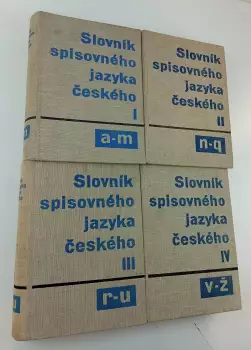 Slovník
spisovného
jazyka
českého
I
a-m
Slovník
spisovného
jazyka
českého
II
n-q
Slovník
spisovného
jazyka
českého
III
r-u
Slovník
spisovného
jazyka
českého
IV
v-ž